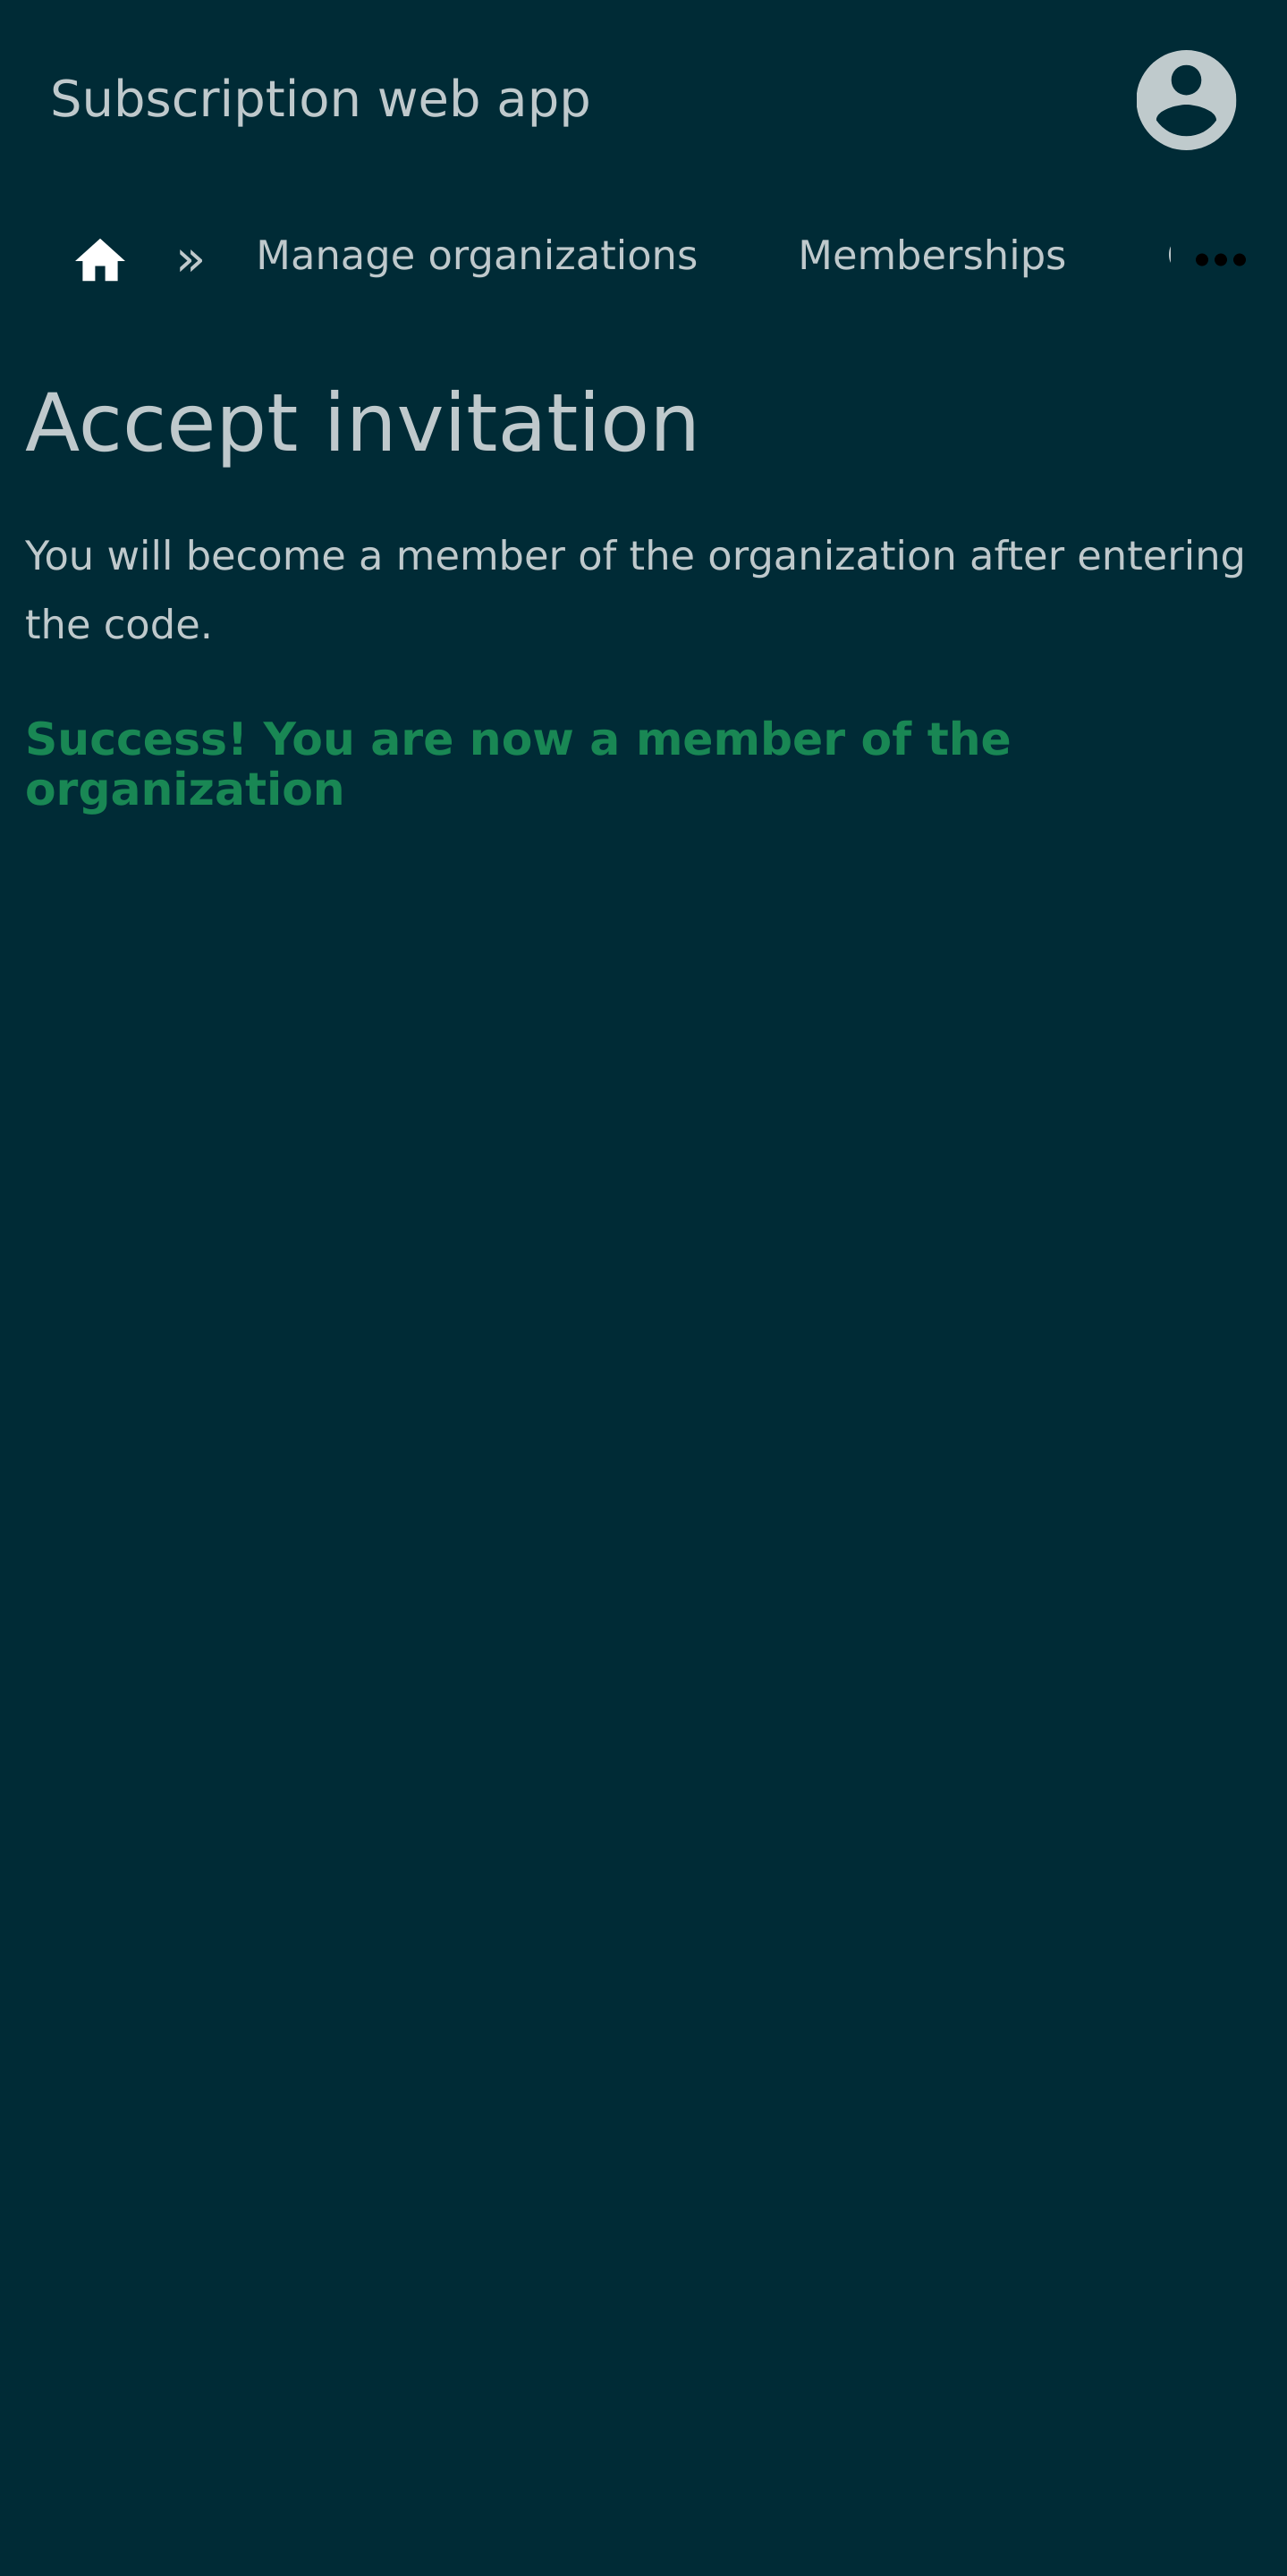 Subscription web app
» Manage organizations Memberships
Accept invitation
You will become a member of the organization after entering
the code.
Success! You are now a member of the
organization